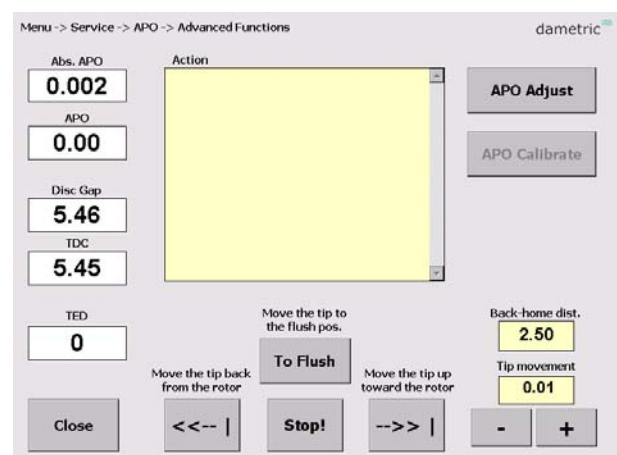 Menu -> Service -> APO -> Advanced Functions
dametric
Abs. APO
0.002
APO
0.00
Disc Gap
5.46
TDC
5.45
TED
0
Action
APO Adjust
APO Calibrate
Move the tip to
the flush pos.
To Flush
Move the tip back
from the rotor
<<-- |
Stop!
Move the tip up
toward the rotor
-->> |
Back-home dist.
2.50
Tip movement
0.01
Close
-
+